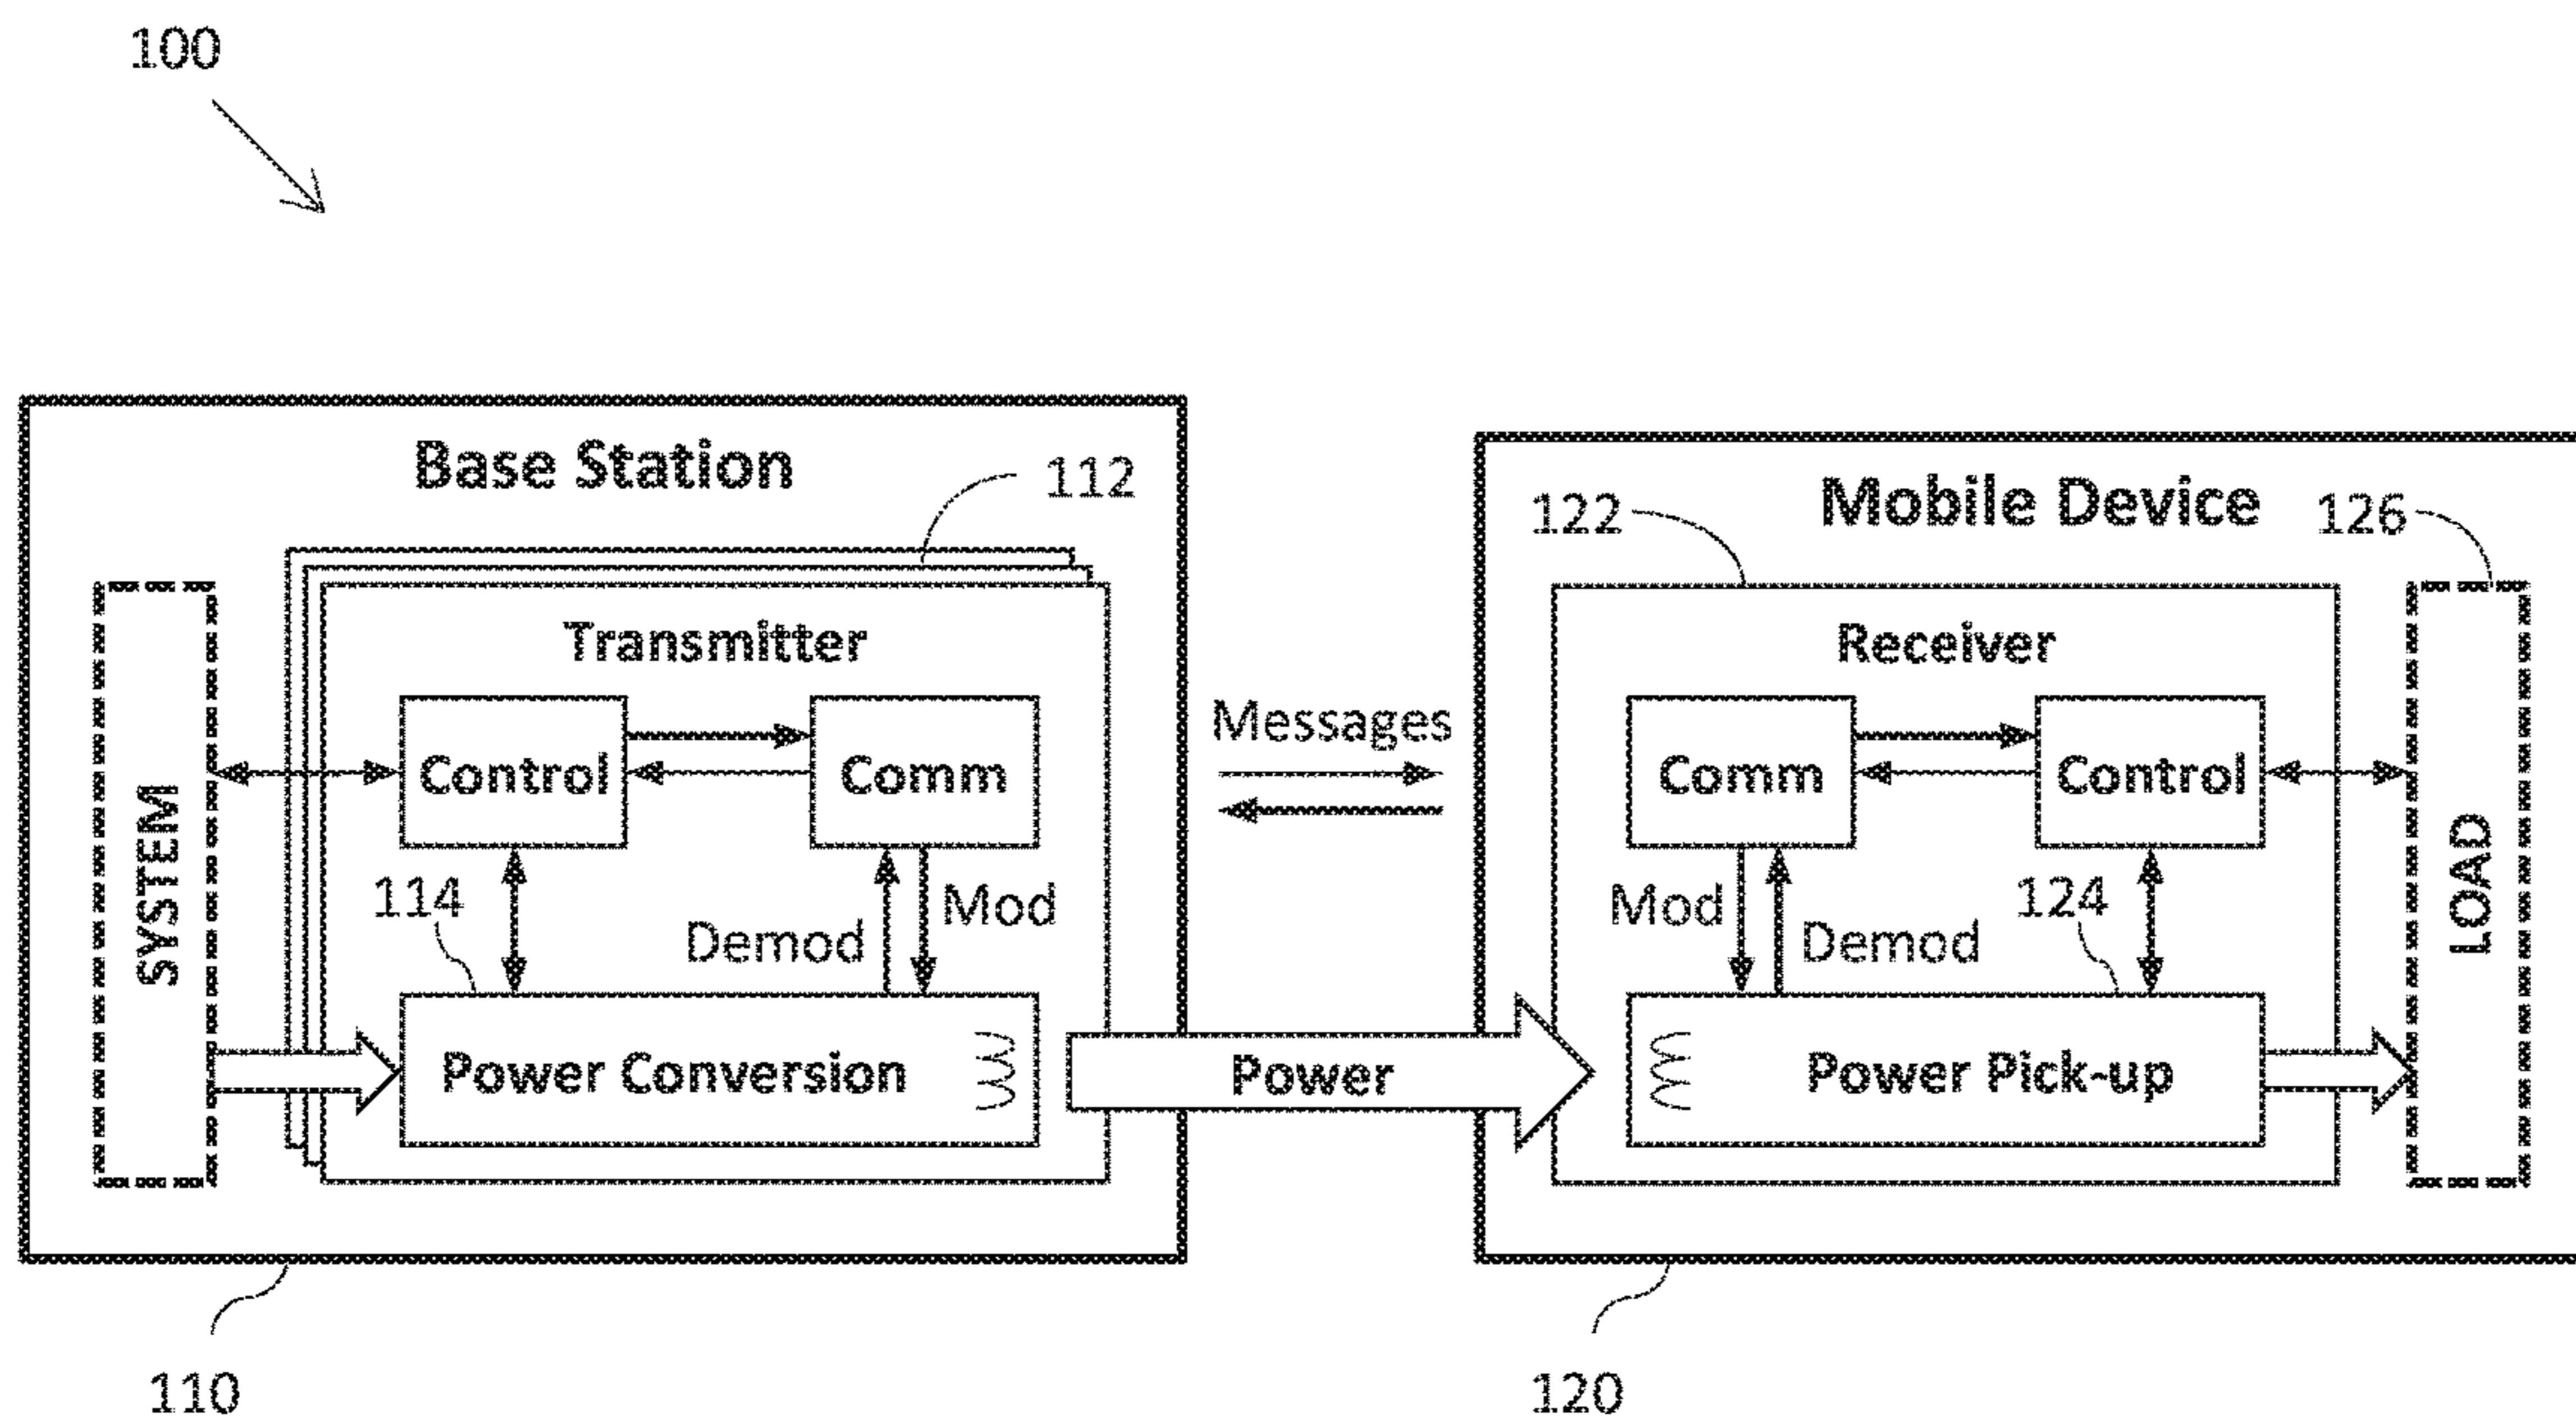 100
Base Station
112
Mobile Device
122
126
Transmitter
Receiver
SYSTEM
Control
Comm
Messages
Comm
Control
LOAD
114
Demod
Mod
Mod
Demod
124
Power Conversion
Power
Power Pick-up
110
120